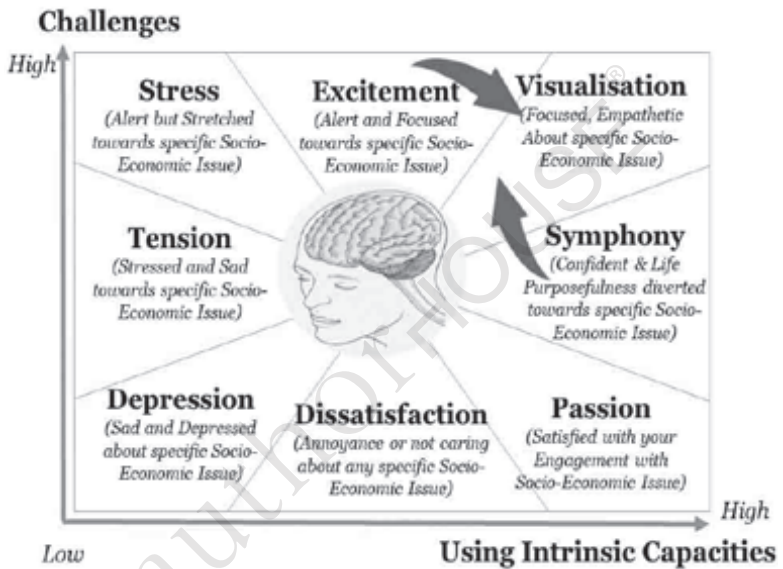 Challenges
High
Stress
(Alert but Stretched
towards specific Socio-
Economic Issue)
Excitement
(Alert and Focused
towards specific Socio-
Economic Issue)
Visualisation
(Focused, Empathetic
About specific Socio-
Economic Issue)
Tension
(Stressed and Sad
towards specific Socio-
Economic Issue)
Symphony
(Confident & Life
Purposefulness diverted
towards specific Socio-
Economic Issue)
Depression
(Sad and Depressed
about specific Socio-
Economic Issue)
Dissatisfaction
(Annoyance or not caring
about any specific Socio-
Economic Issue)
Passion
(Satisfied with your
Engagement with
Socio-Economic Issue)
High
Low
Using Intrinsic Capacities
authorHOUSE®